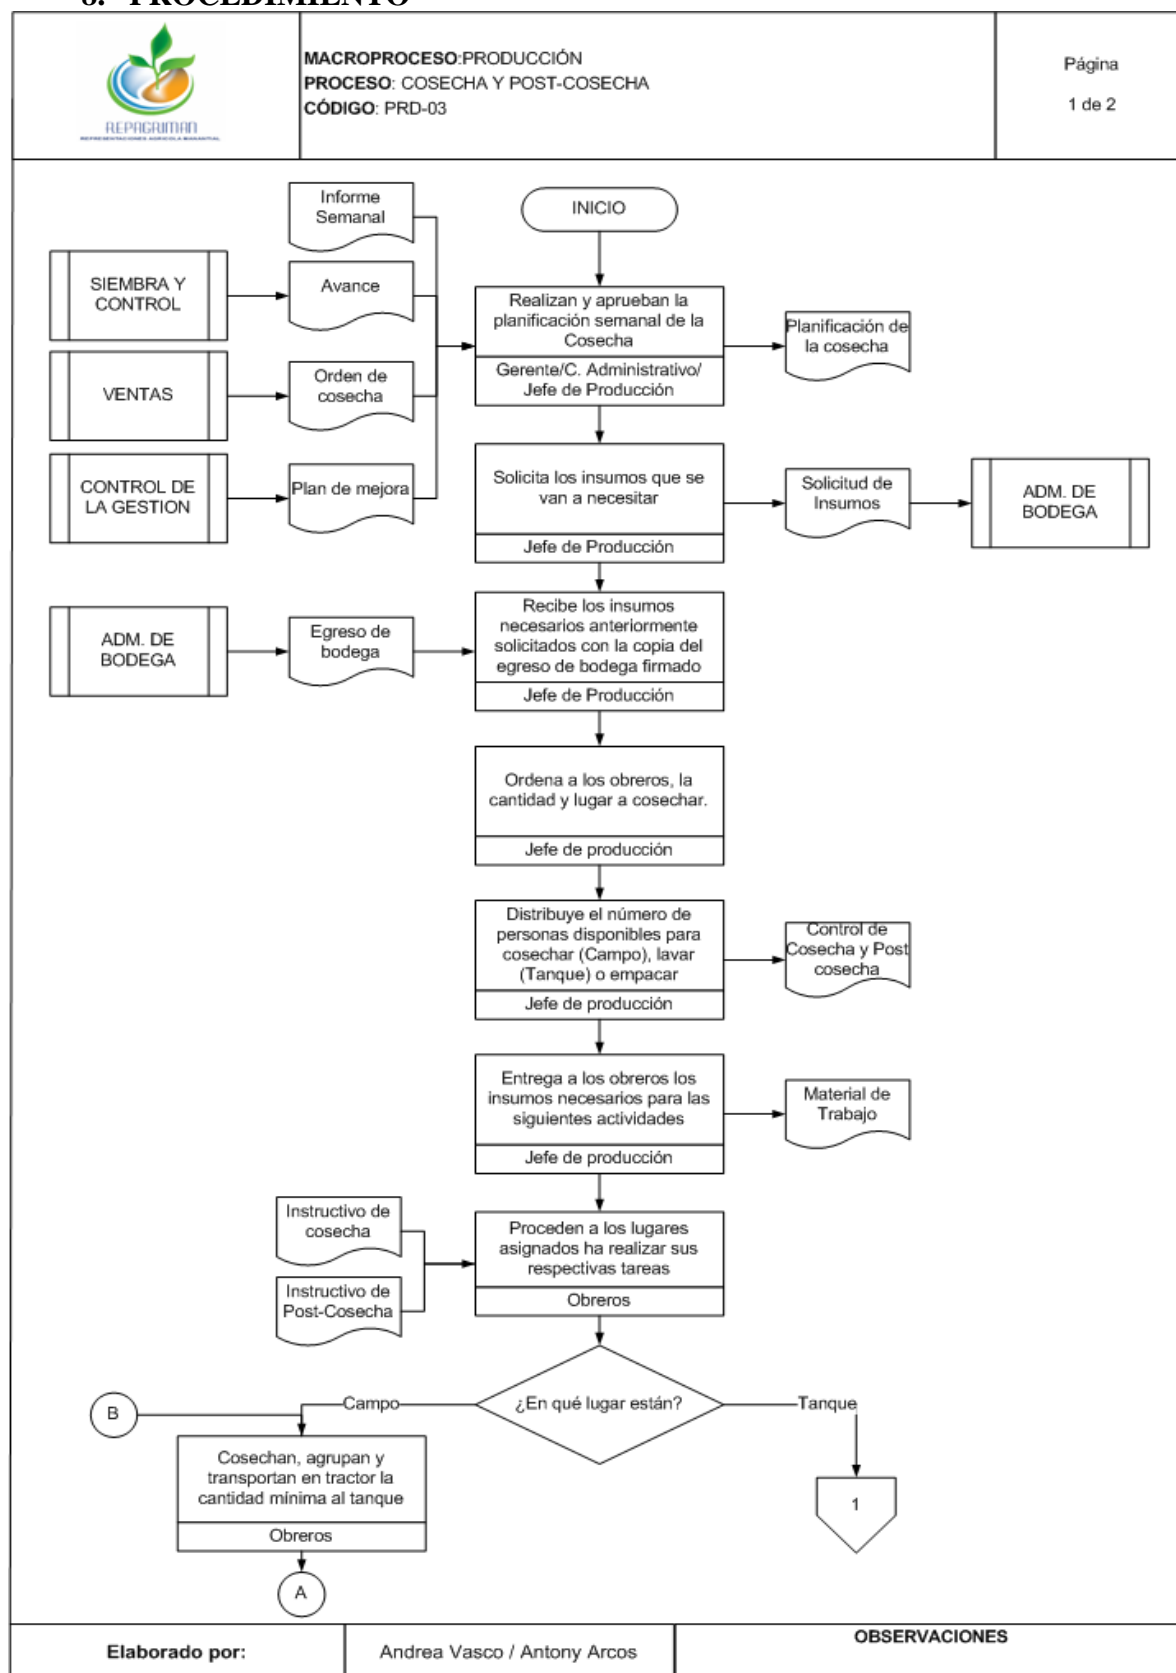 8. PROCEDIMIENTO
REPAGRIMAN
REPRESENTACIONES AGRICOLA MANANTIAL
MACROPROCESO:PRODUCCIÓN
PROCESO: COSECHA Y POST-COSECHA
CÓDIGO: PRD-03
Página
1 de 2
INICIO
Informe
Semanal
SIEMBRA Y
CONTROL
Avance
Realizan y aprueban la
planificación semanal de la
Cosecha
Gerente/C. Administrativo/
Jefe de Producción
Planificación de
la cosecha
VENTAS
Orden de
cosecha
CONTROL DE
LA GESTION
Plan de mejora
Solicita los insumos que se
van a necesitar
Jefe de Producción
Solicitud de
Insumos
ADM. DE
BODEGA
ADM. DE
BODEGA
Egreso de
bodega
Recibe los insumos
necesarios anteriormente
solicitados con la copia del
egreso de bodega firmado
Jefe de Producción
Ordena a los obreros, la
cantidad y lugar a cosechar.
Jefe de producción
Distribuye el número de
personas disponibles para
cosechar (Campo), lavar
(Tanque) o empacar
Jefe de producción
Control de
Cosecha y Post
cosecha
Entrega a los obreros los
insumos necesarios para las
siguientes actividades
Jefe de producción
Material de
Trabajo
Instructivo de
cosecha
Instructivo de
Post-Cosecha
Proceden a los lugares
asignados ha realizar sus
respectivas tareas
Obreros
¿En qué lugar están?
Campo
Tanque
B
Cosechan, agrupan y
transportan en tractor la
cantidad mínima al tanque
Obreros
1
A
Elaborado por:
Andrea Vasco / Antony Arcos
OBSERVACIONES